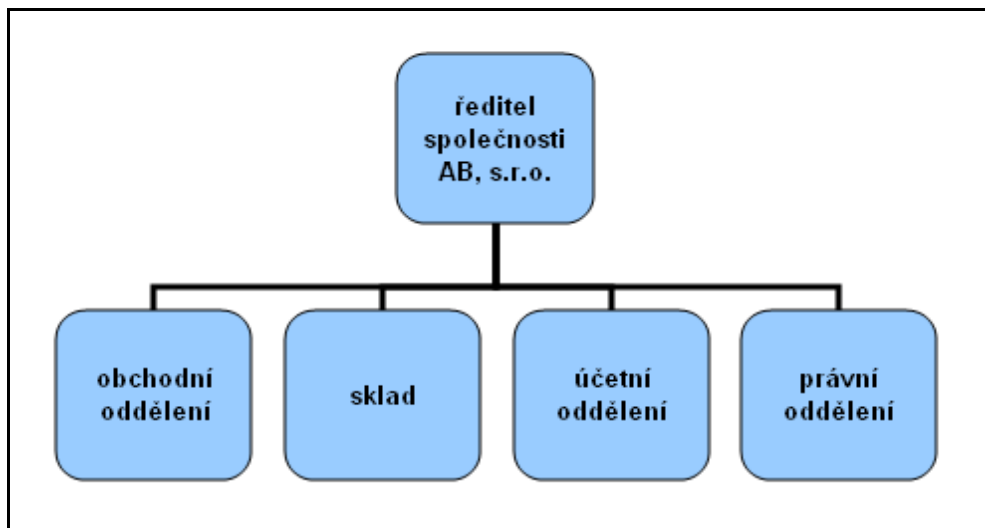 ředitel
společnosti
AB, s.r.o.
obchodní
oddělení
sklad
účetní
oddělení
právní
oddělení